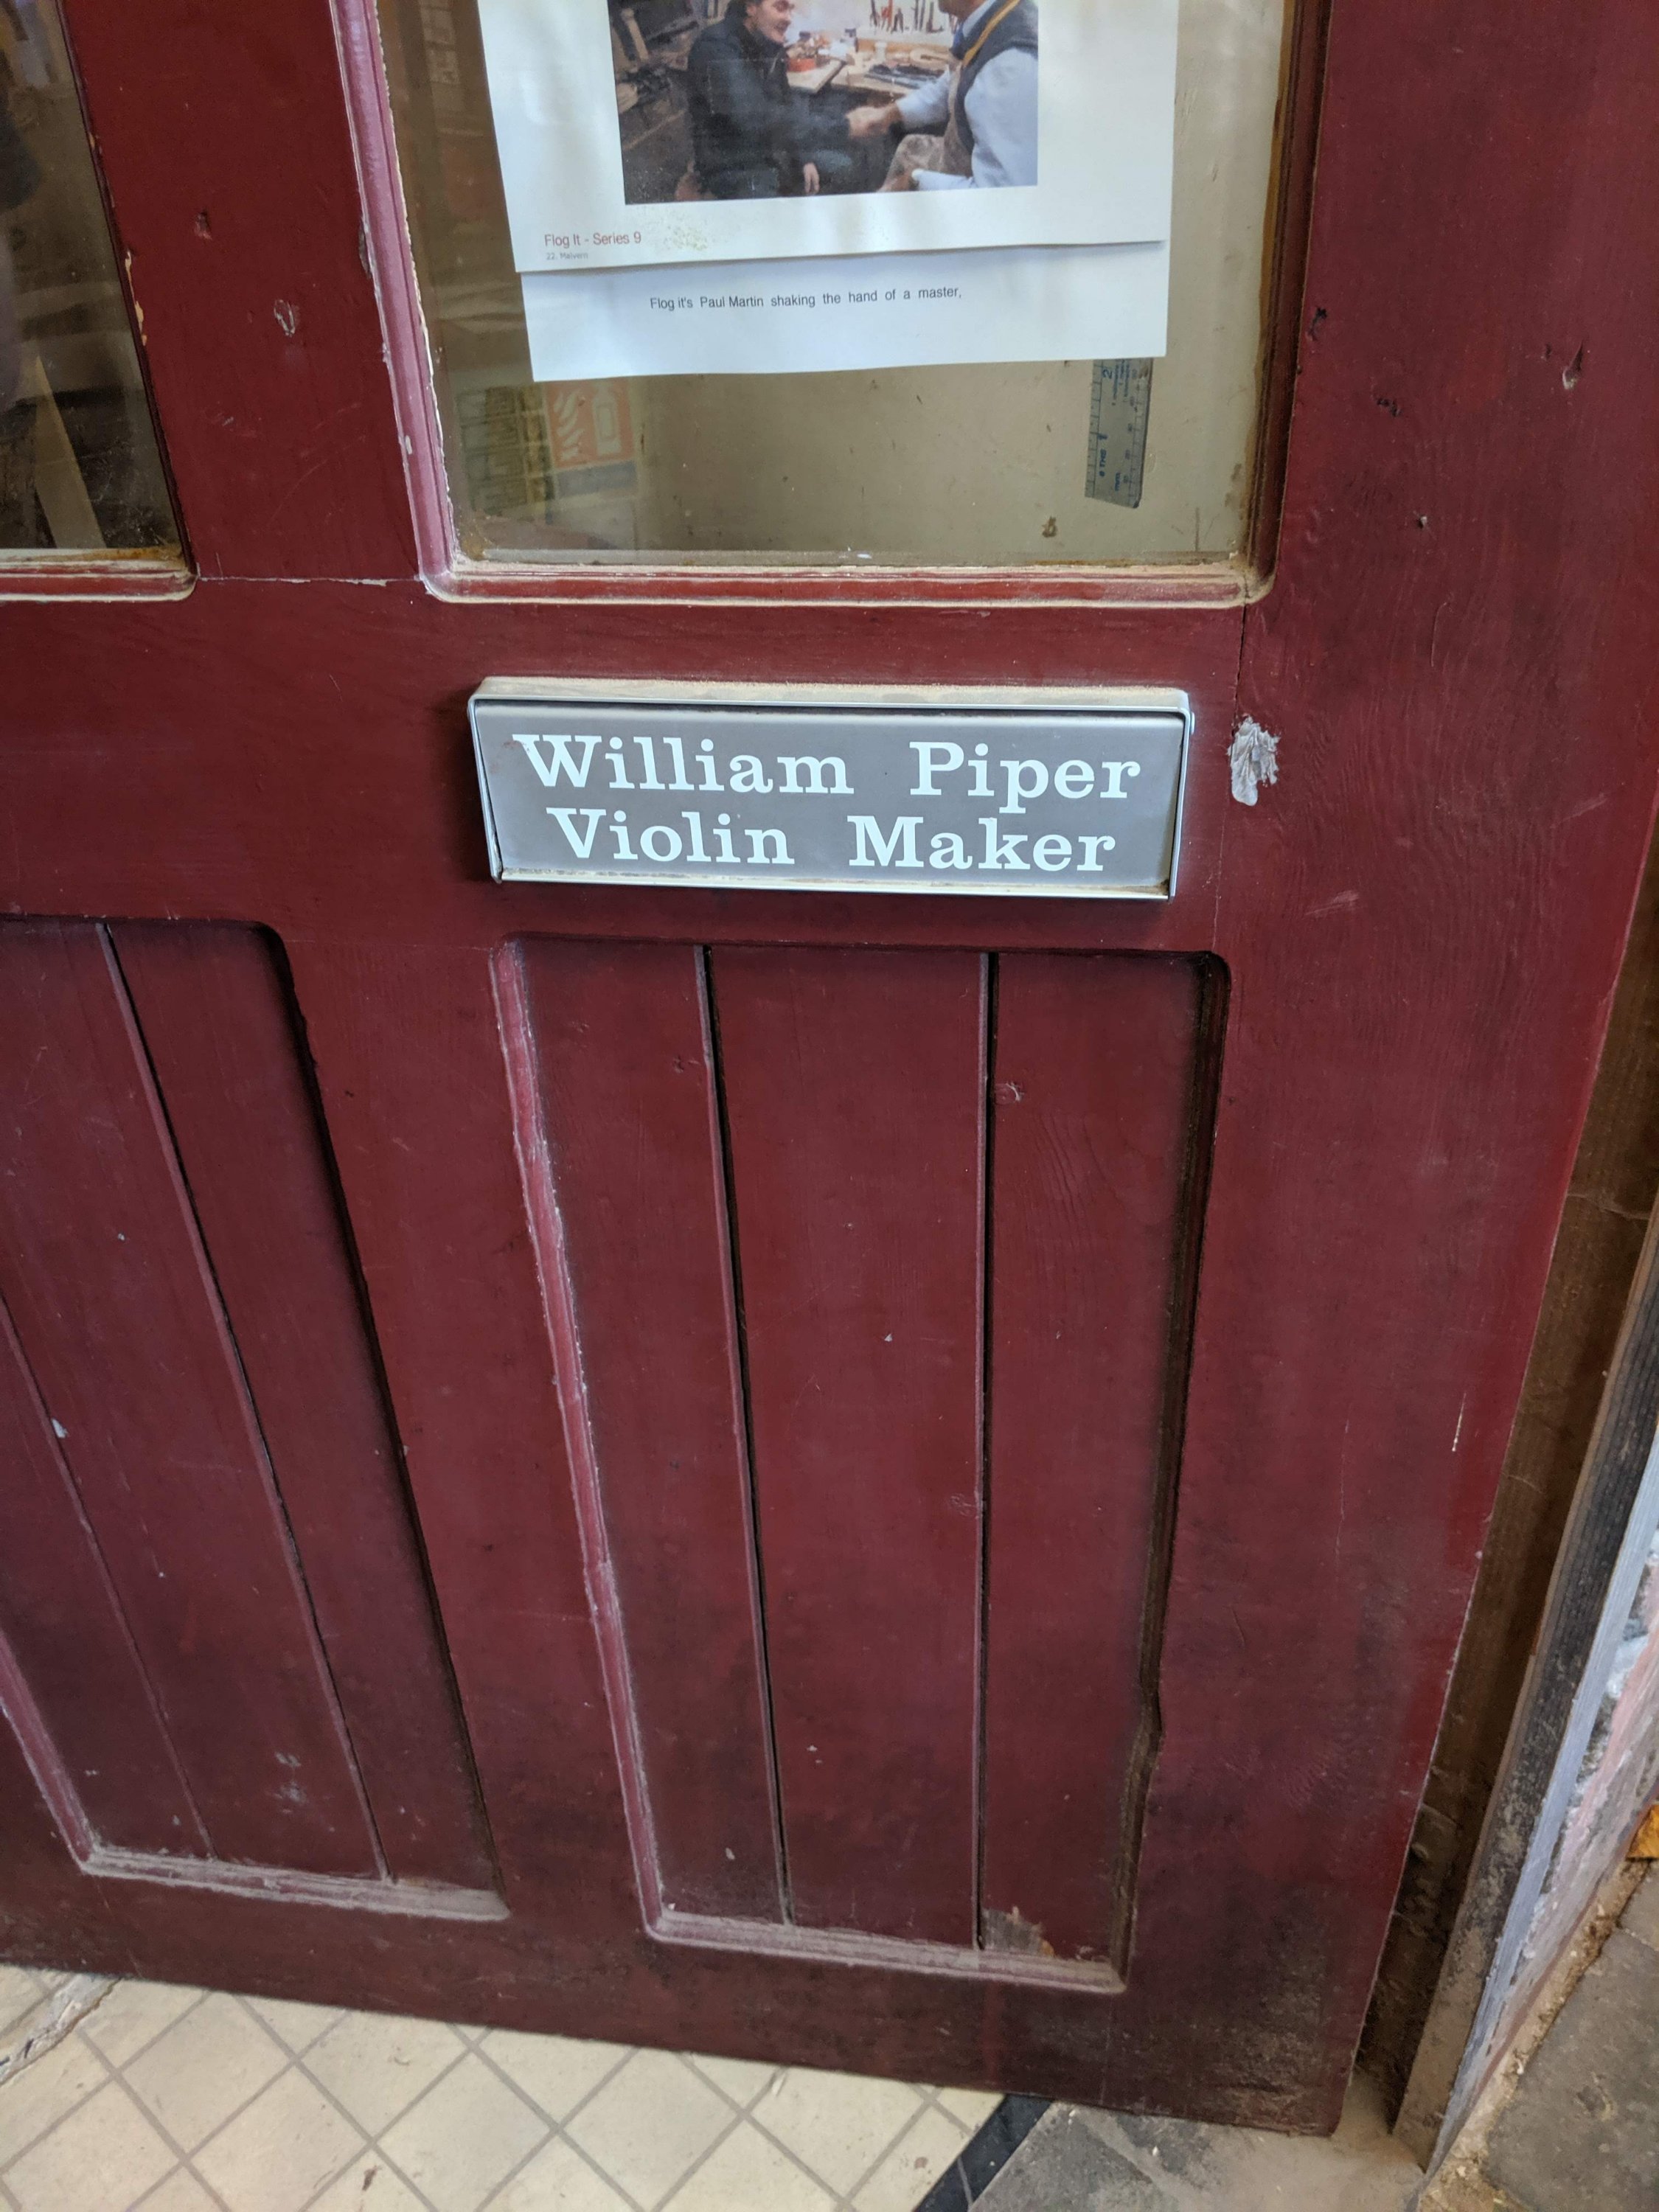 Flog It - Series 9
22. Malvern
Flog it's Paul Martin shaking the hand of a master,
William Piper
Violin Maker